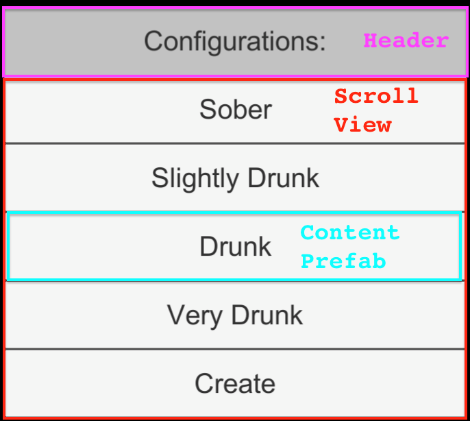 Configurations: Header
Sober Scroll
View
Slightly Drunk
Drunk Content
Prefab
Very Drunk
Create